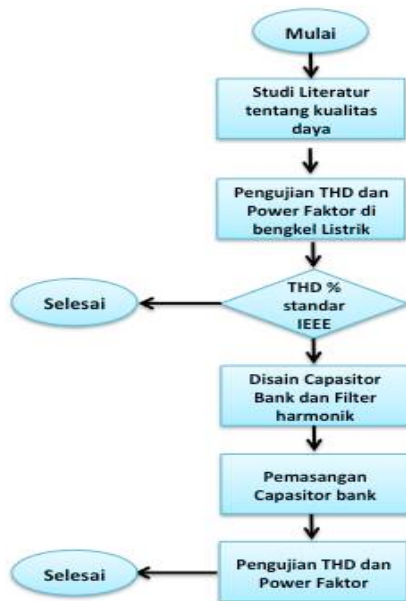 Mulai
Studi Literatur
tentang kualitas
daya
Pengujian THD dan
Power Faktor di
bengkel Listrik
THD %
standar
IEEE
Selesai
Disain Capasitor
Bank dan Filter
harmonik
Pemasangan
Capasitor bank
Pengujian THD dan
Power Faktor
Selesai